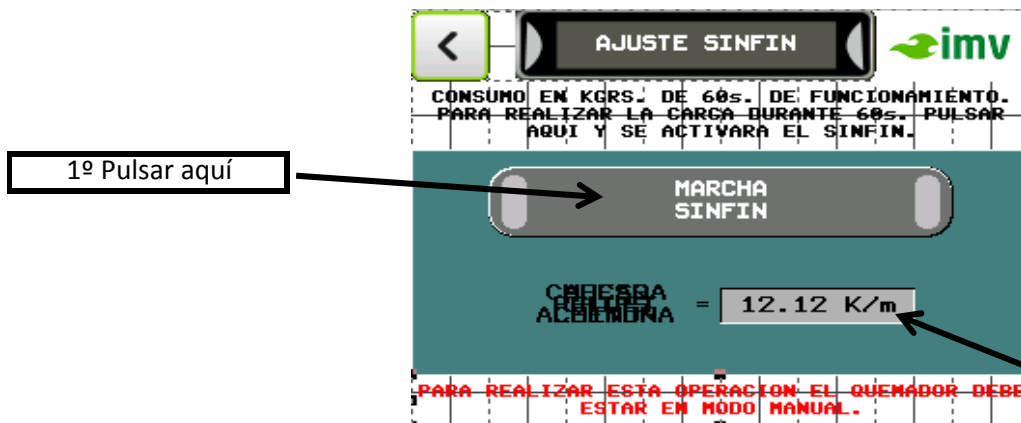 AJUSTE SINFIN
imv
CONSUMO EN KGRS. DE 60s. DE FUNCIONAMIENTO.
PARA REALIZAR LA CARGA DURANTE 60s. PULSAR
AQUI Y SE ACTIVARA EL SINFIN.
1º Pulsar aquí
MARCHA
SINFIN
= 12.12 K/m
PARA REALIZAR ESTA OPERACION EL QUEMADOR DEBE
ESTAR EN MODO MANUAL.